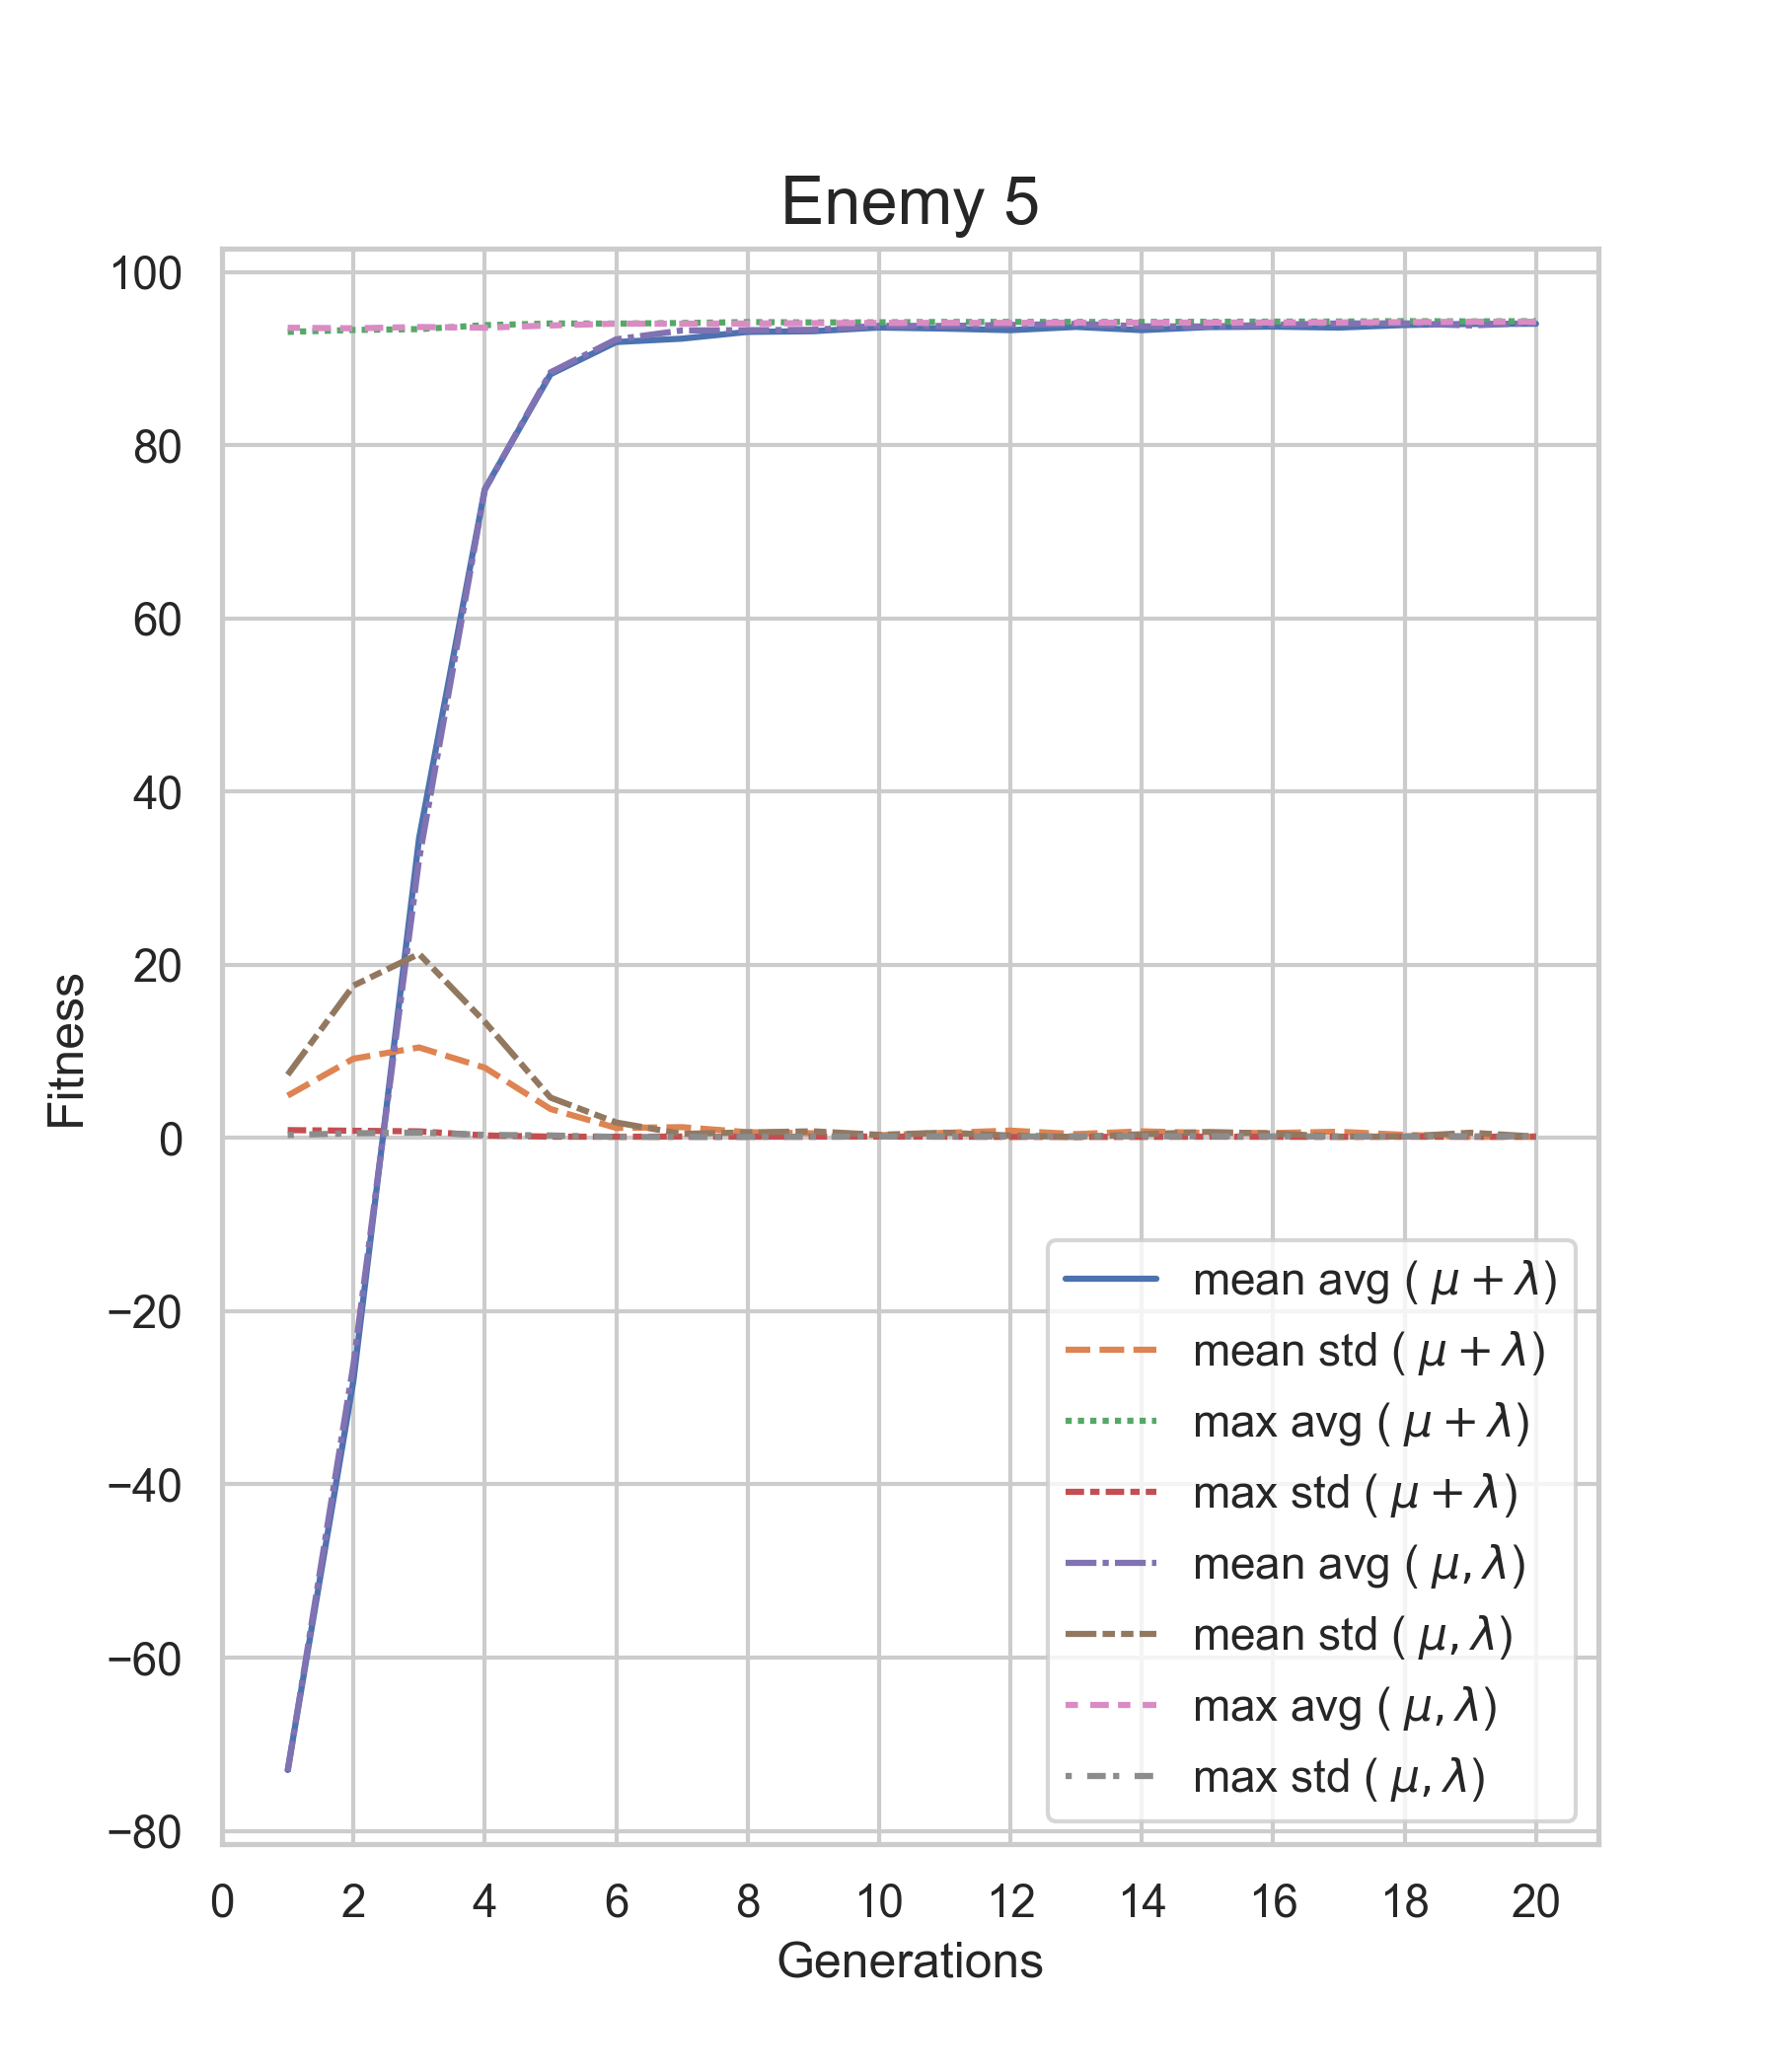 Enemy 5
100
80
60
40
20
0
−20
−40
−60
−80
Fitness
mean avg ( μ + λ)
mean std ( μ + λ)
max avg ( μ + λ)
max std ( μ + λ)
mean avg ( μ, λ)
mean std ( μ, λ)
max avg ( μ, λ)
max std ( μ, λ)
0 2 4 6 8 10 12 14 16 18 20
Generations